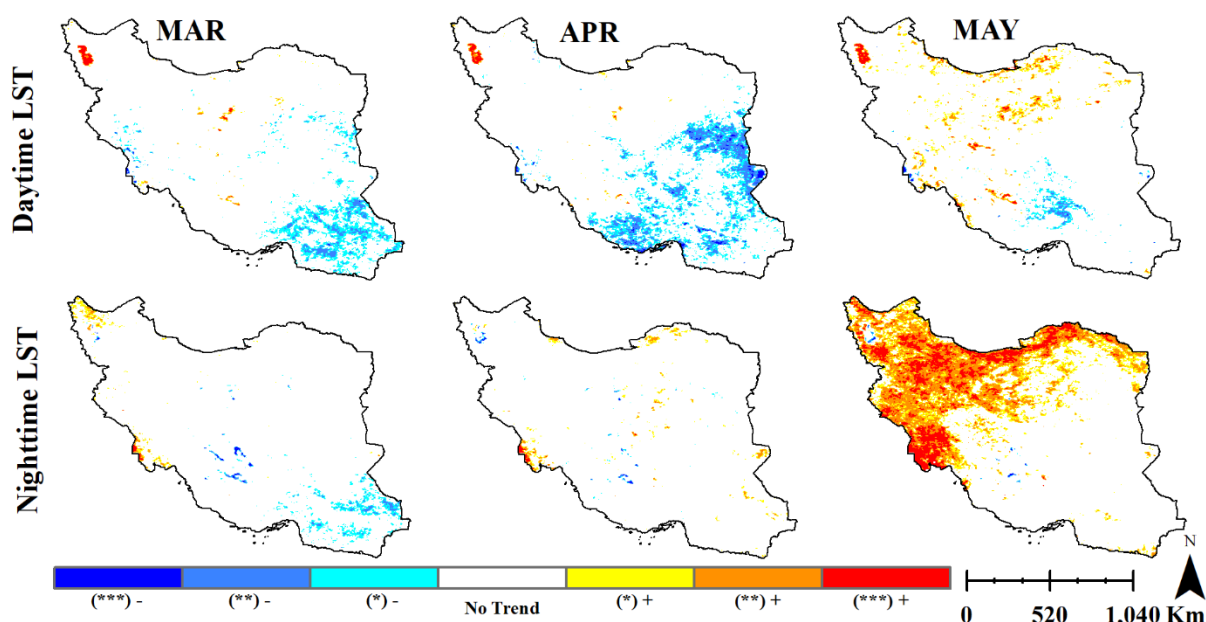 MAR
APR
MAY
Daytime LST
Nighttime LST
N
(***) -
(**) -
(*) -
No Trend
(*) +
(**) +
(***) +
0
520
1,040 Km